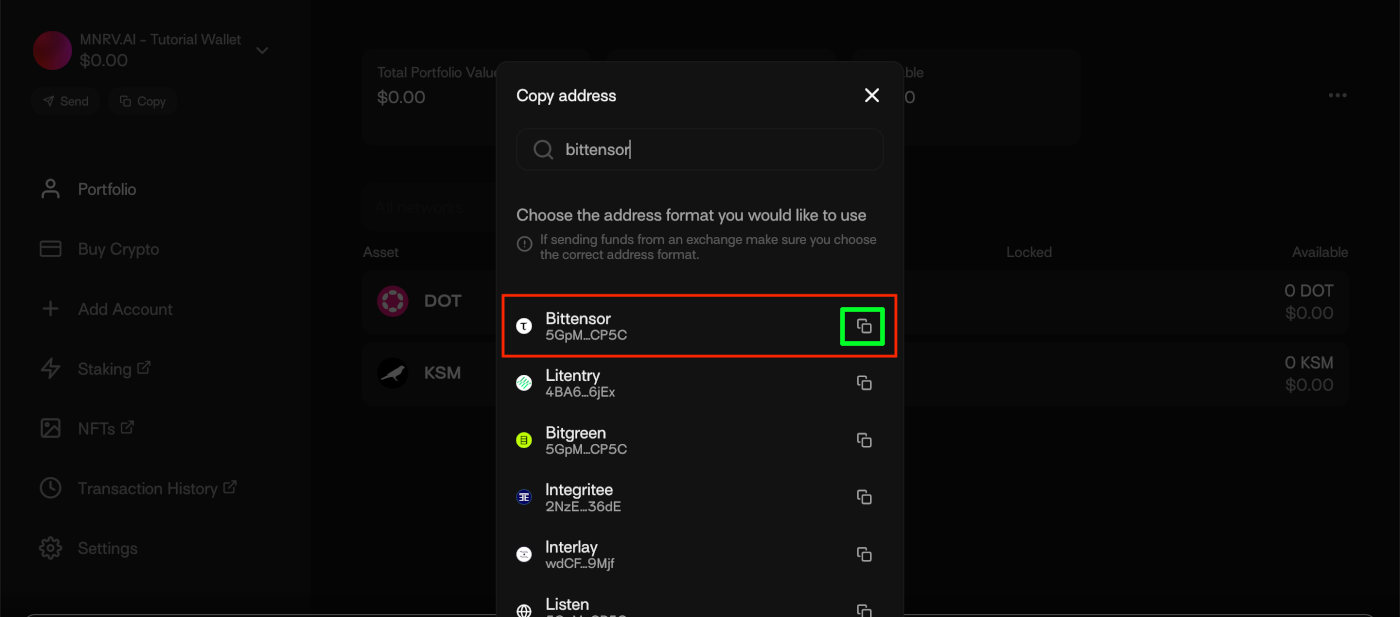 MNRV.AI - Tutorial Wallet
$0.00
Send
Copy
Portfolio
Buy Crypto
Add Account
Staking
NFTs
Transaction History
Settings
Total Portfolio Value
$0.00
ble
0
All networks
Asset
Locked
Available
DOT
0 DOT
$0.00
KSM
0 KSM
$0.00
Copy address
bittensor
Choose the address format you would like to use
If sending funds from an exchange make sure you choose
the correct address format.
Bittensor
5GpM...CP5C
Litentry
4BA6...6jEx
Bitgreen
5GpM...CP5C
Integritee
2NzE...36dE
Interlay
wdCF...9Mjf
Listen